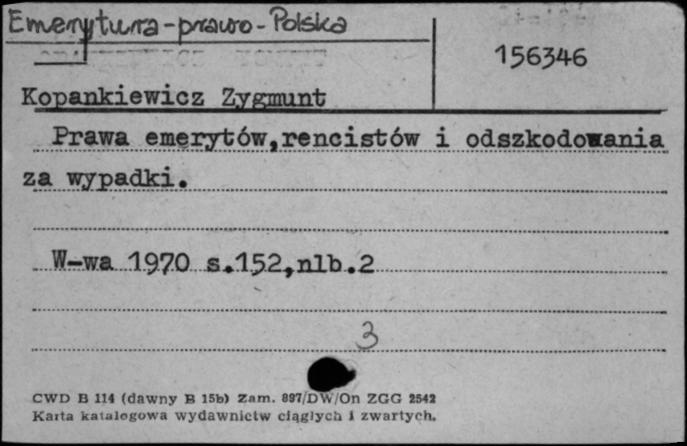 Emerytura - prawo - Polska
156346
Kopankiewicz Zygmunt
Prawa emerytów,rencistów i odszkodowania
za wypadki.
W-wa 1970 s.152,nlb.2
3
CWD B 114 (dawny B 15b) Zam. 897/DW/On ZGG 2542
Karta katalogowa wydawnictw ciągłych i zwartych.